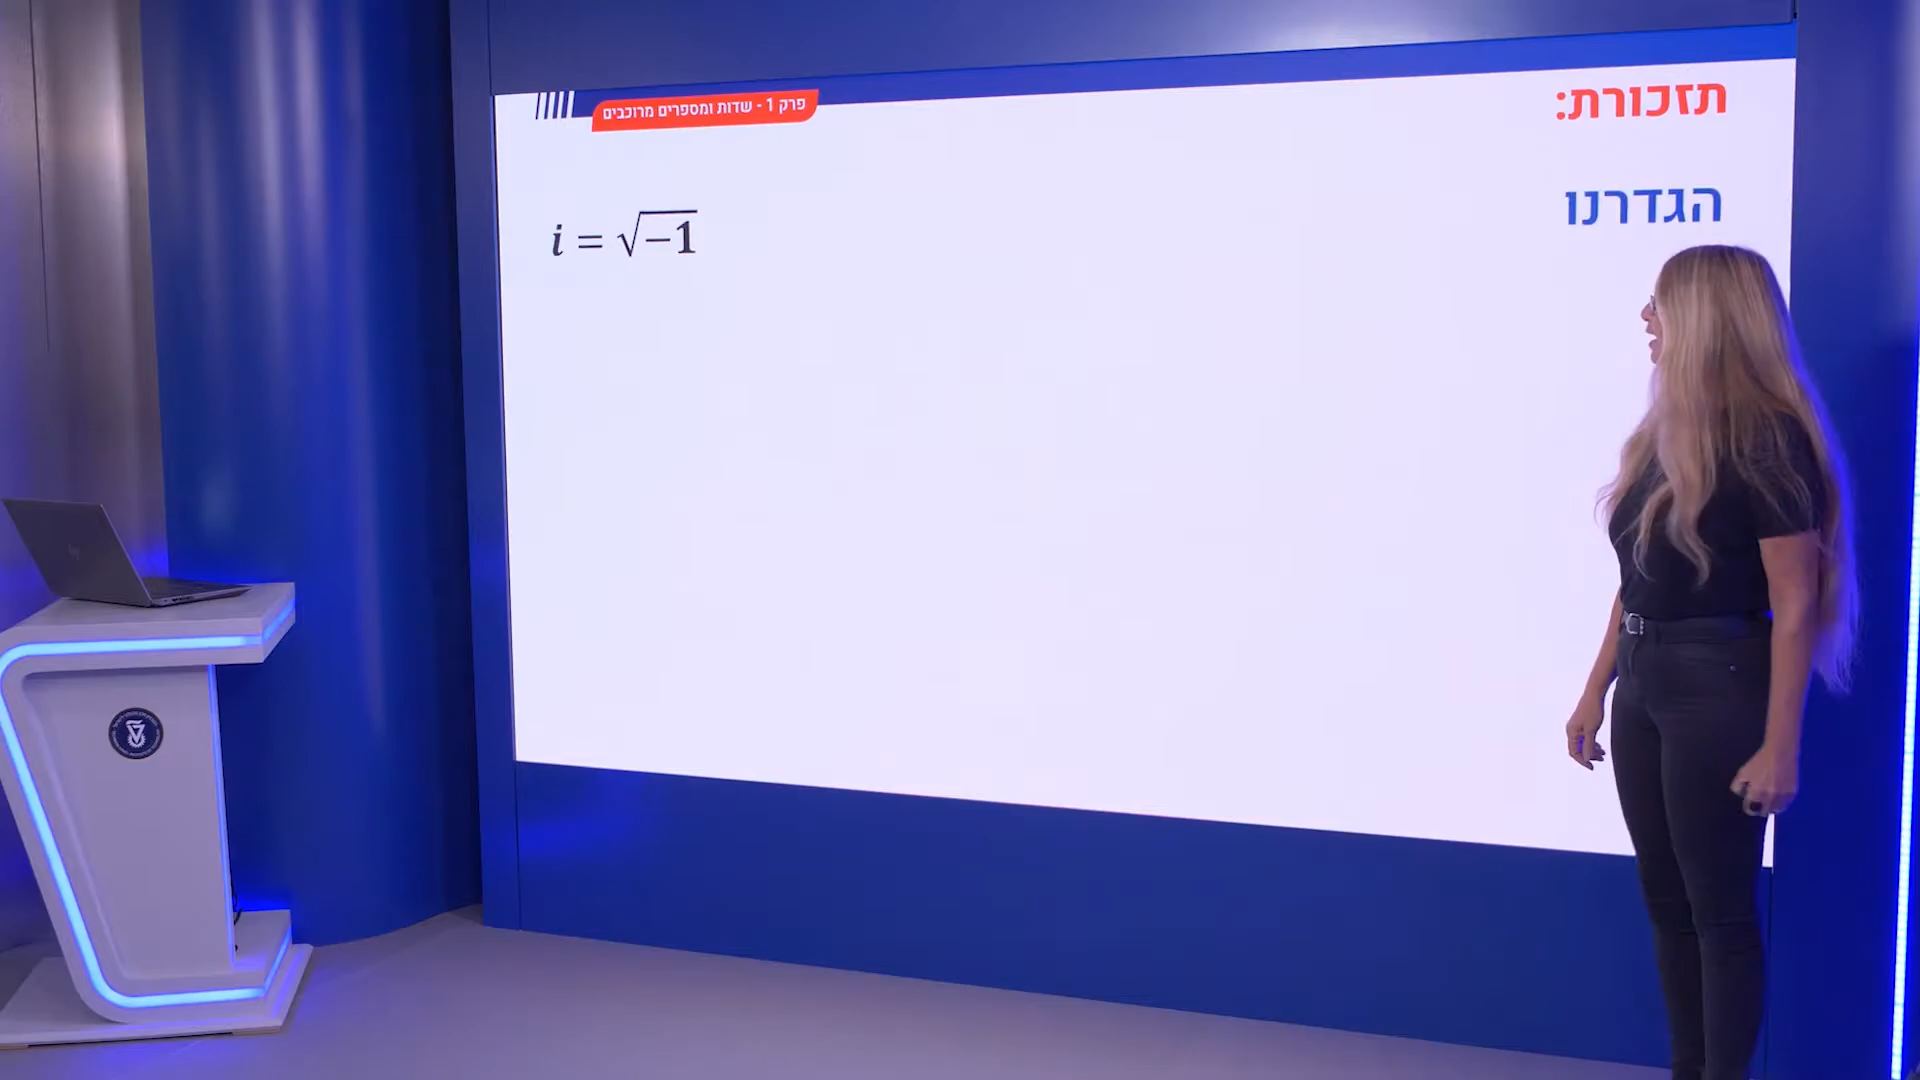 פרק 1 - שדות ומספרים מרוכבים
תזכורת:
הגדרנו
i = √−1